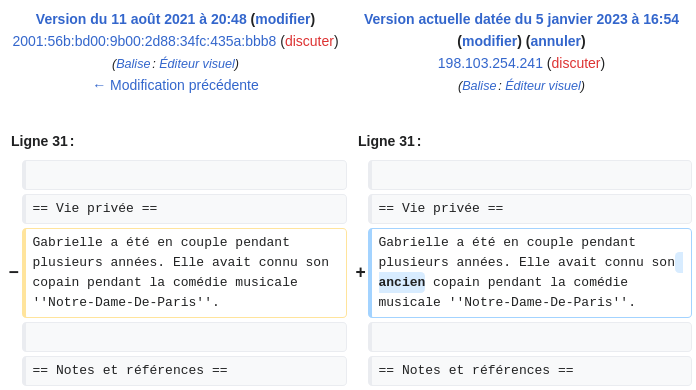 Version du 11 août 2021 à 20:48 (modifier)
2001:56b:bd00:9b00:2d88:34fc:435a:bbb8 (discuter)
(Balise : Éditeur visuel)
← Modification précédente
Version actuelle datée du 5 janvier 2023 à 16:54
(modifier) (annuler)
198.103.254.241 (discuter)
(Balise : Éditeur visuel)
Ligne 31 :
Ligne 31 :
== Vie privée ==
== Vie privée ==
−
Gabrielle a été en couple pendant
plusieurs années. Elle avait connu son
copain pendant la comédie musicale
''Notre-Dame-De-Paris''.
+
Gabrielle a été en couple pendant
plusieurs années. Elle avait connu son
ancien copain pendant la comédie
musicale ''Notre-Dame-De-Paris''.
== Notes et références ==
== Notes et références ==